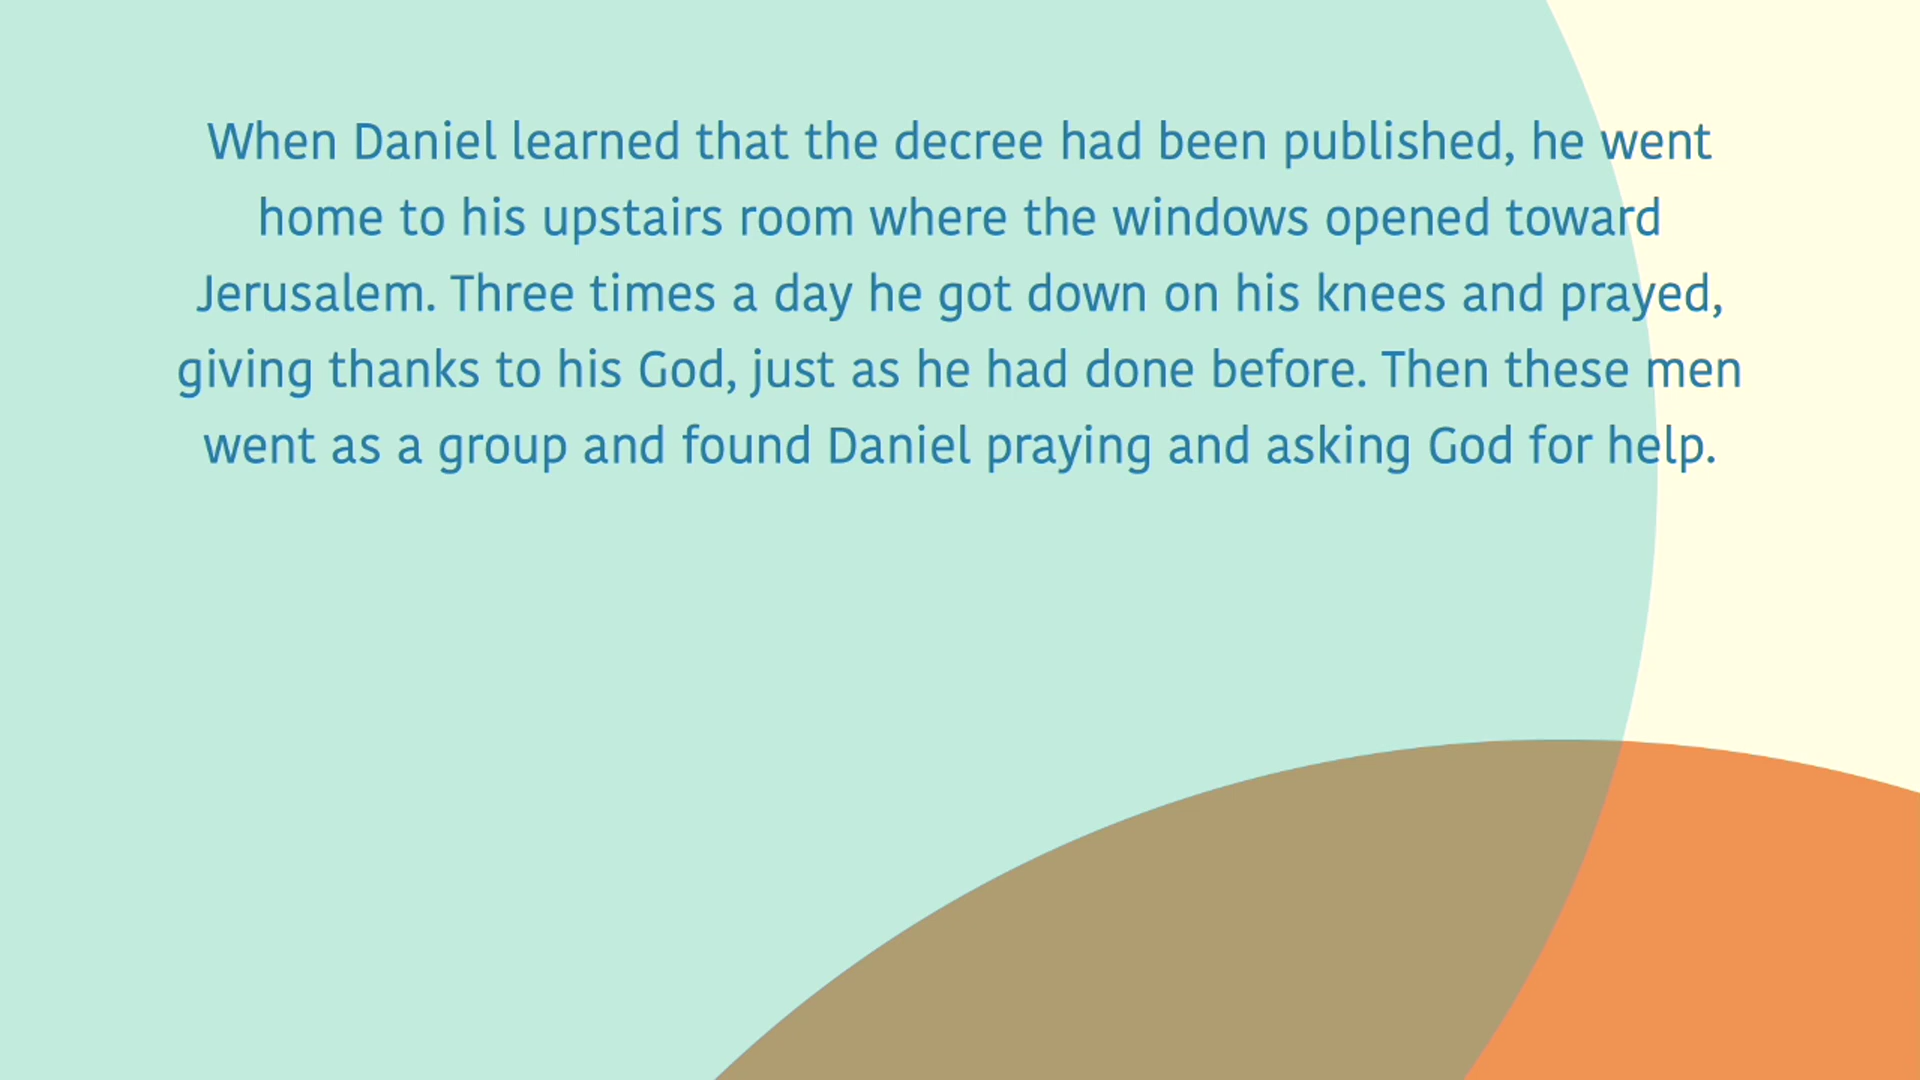 When Daniel learned that the decree had been published, he went
home to his upstairs room where the windows opened toward
Jerusalem. Three times a day he got down on his knees and prayed,
giving thanks to his God, just as he had done before. Then these men
went as a group and found Daniel praying and asking God for help.